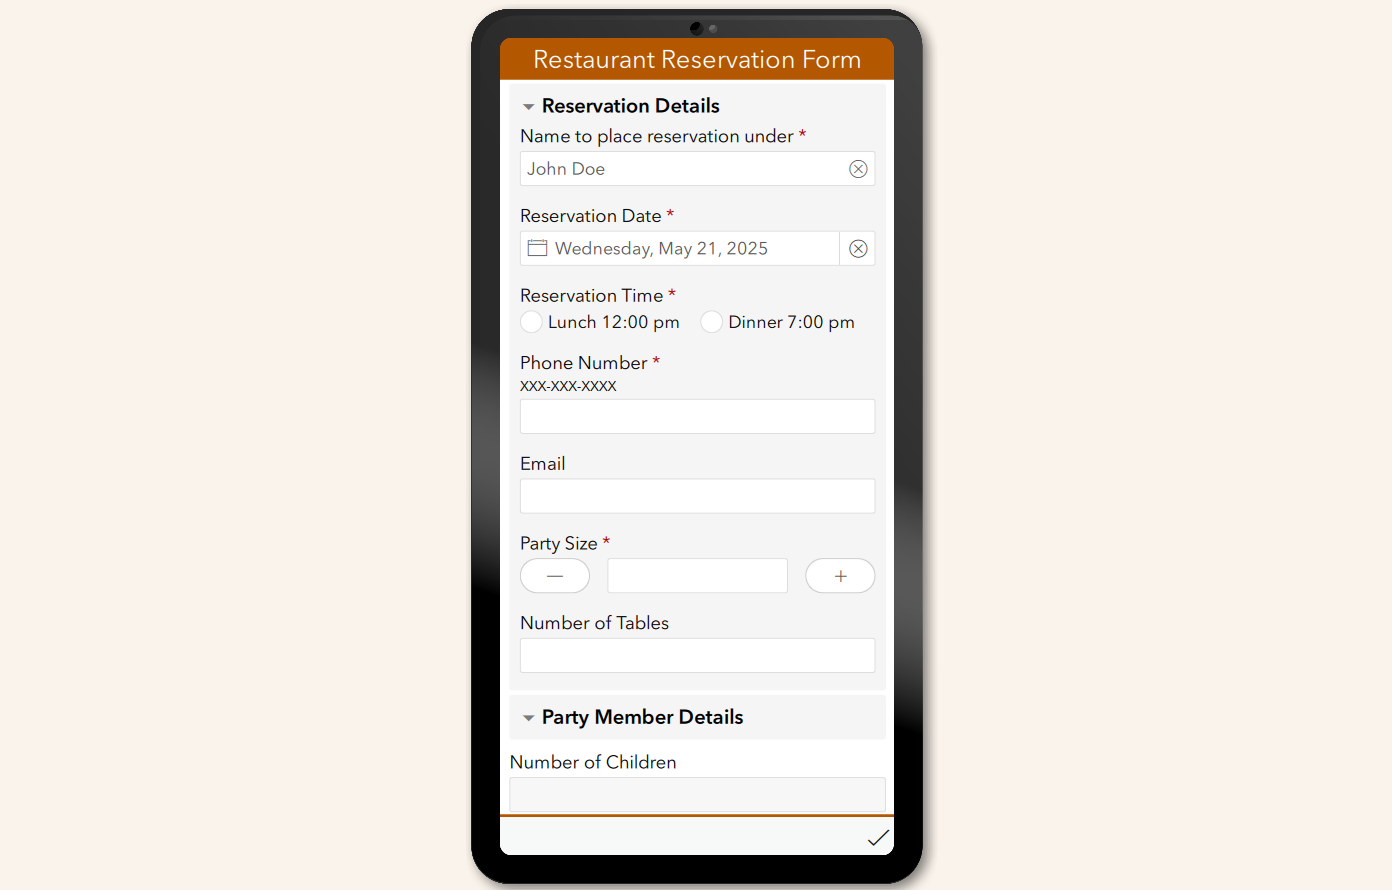 Restaurant Reservation Form
Reservation Details
Name to place reservation under *
John Doe
Reservation Date *
Wednesday, May 21, 2025
Reservation Time *
Lunch 12:00 pm Dinner 7:00 pm
Phone Number *
XXX-XXX-XXXX
Email
Party Size *
Number of Tables
Party Member Details
Number of Children